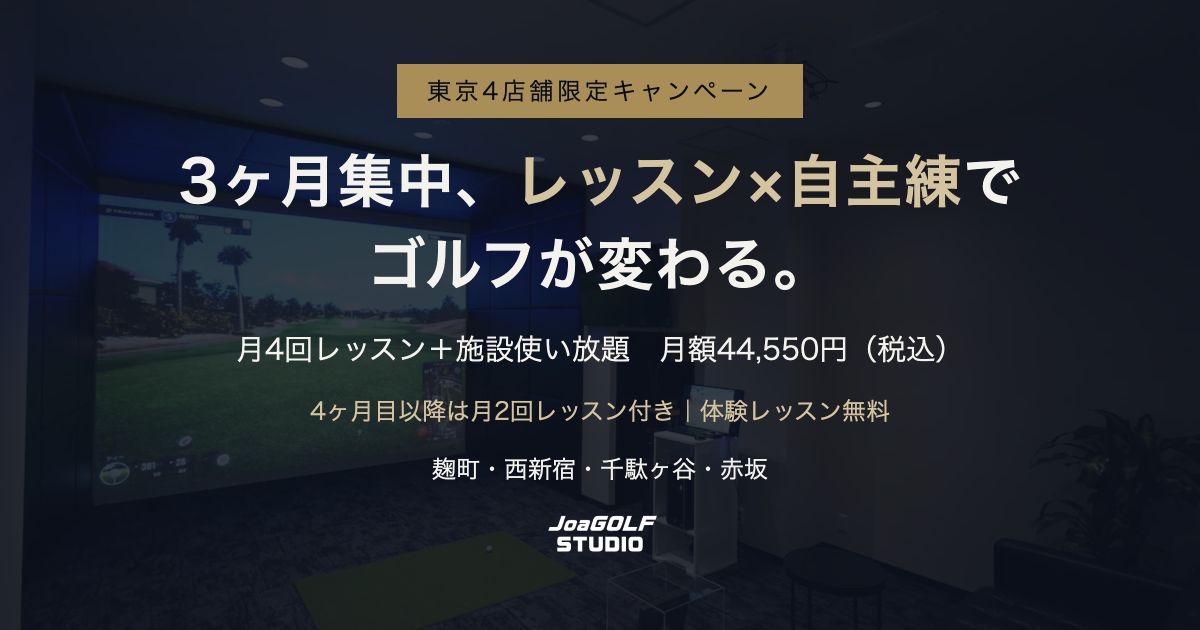 東京4店舗限定キャンペーン
3ヶ月集中、レッスン×自主練で
ゴルフが変わる。
月4回レッスン＋施設使い放題　月額44,550円（税込）
4ヶ月目以降は月2回レッスン付き｜体験レッスン無料
麹町・西新宿・千駄ヶ谷・赤坂
JoaGOLF
STUDIO